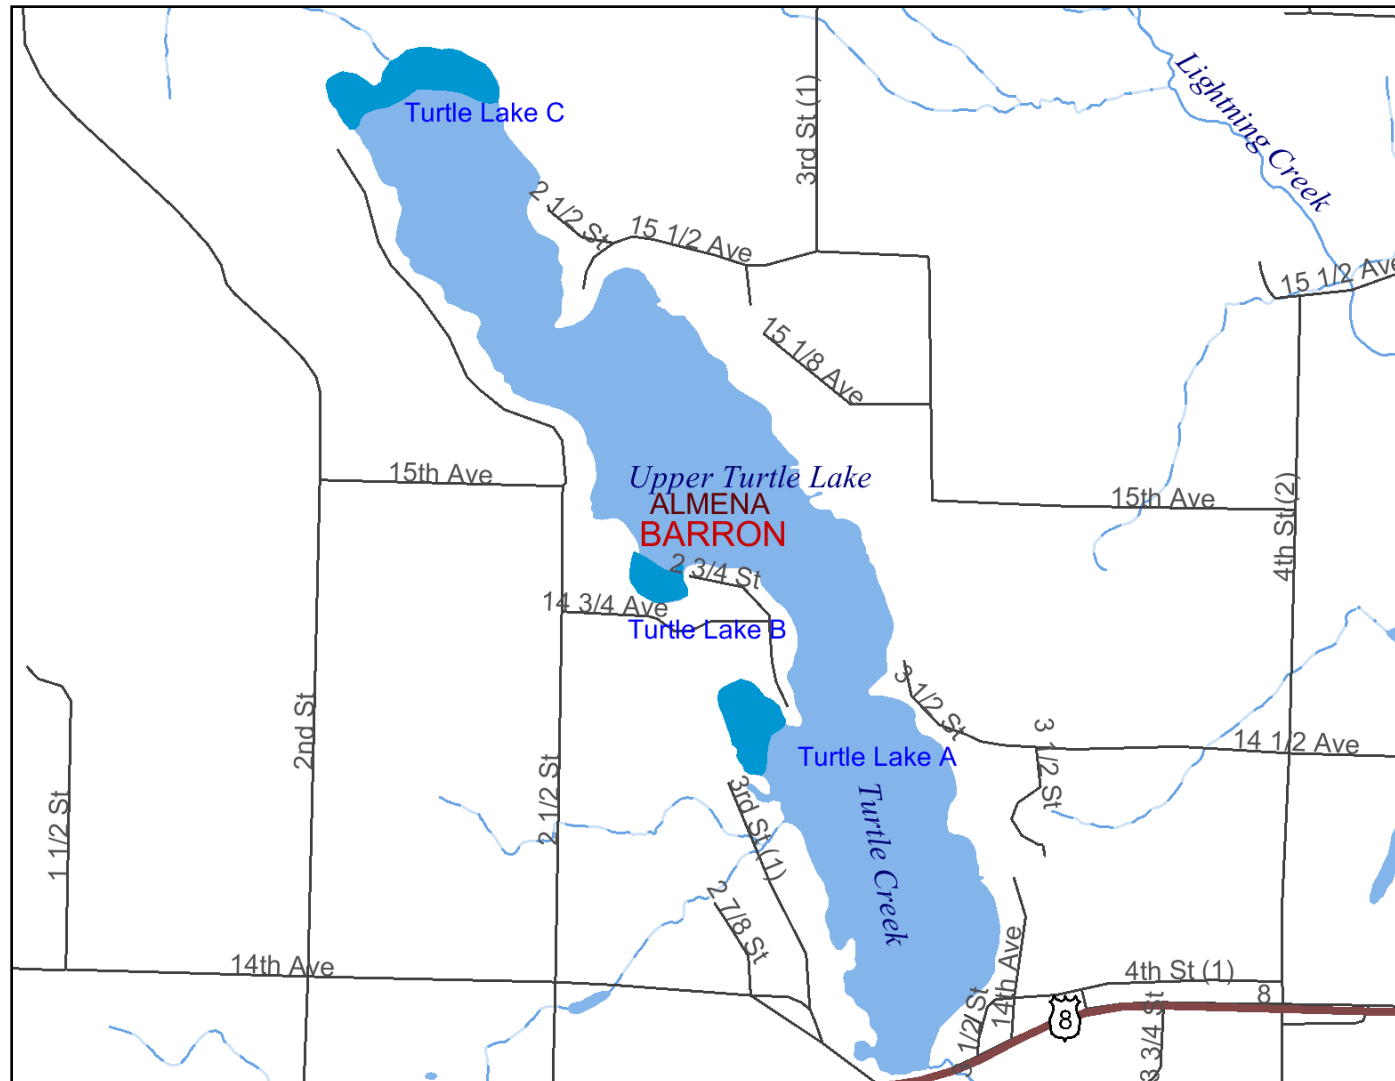 Turtle Lake C
3rd St (1)
Lightning Creek
2 1/2 St
15 1/2 Ave
15 1/2 Ave
15 1/8 Ave
15th Ave
Upper Turtle Lake
ALMENA
BARRON
15th Ave
4th St (2)
2 3/4 St
14 3/4 Ave
Turtle Lake B
3 1/2 St
2nd St
3 1/2 St
14 1/2 Ave
Turtle Lake A
1 1/2 St
2 1/2 St
3rd St (1)
Turtle Creek
2 7/8 St
14th Ave
14th Ave
4th St (1)
8
8
3 1/2 St
3 3/4 St